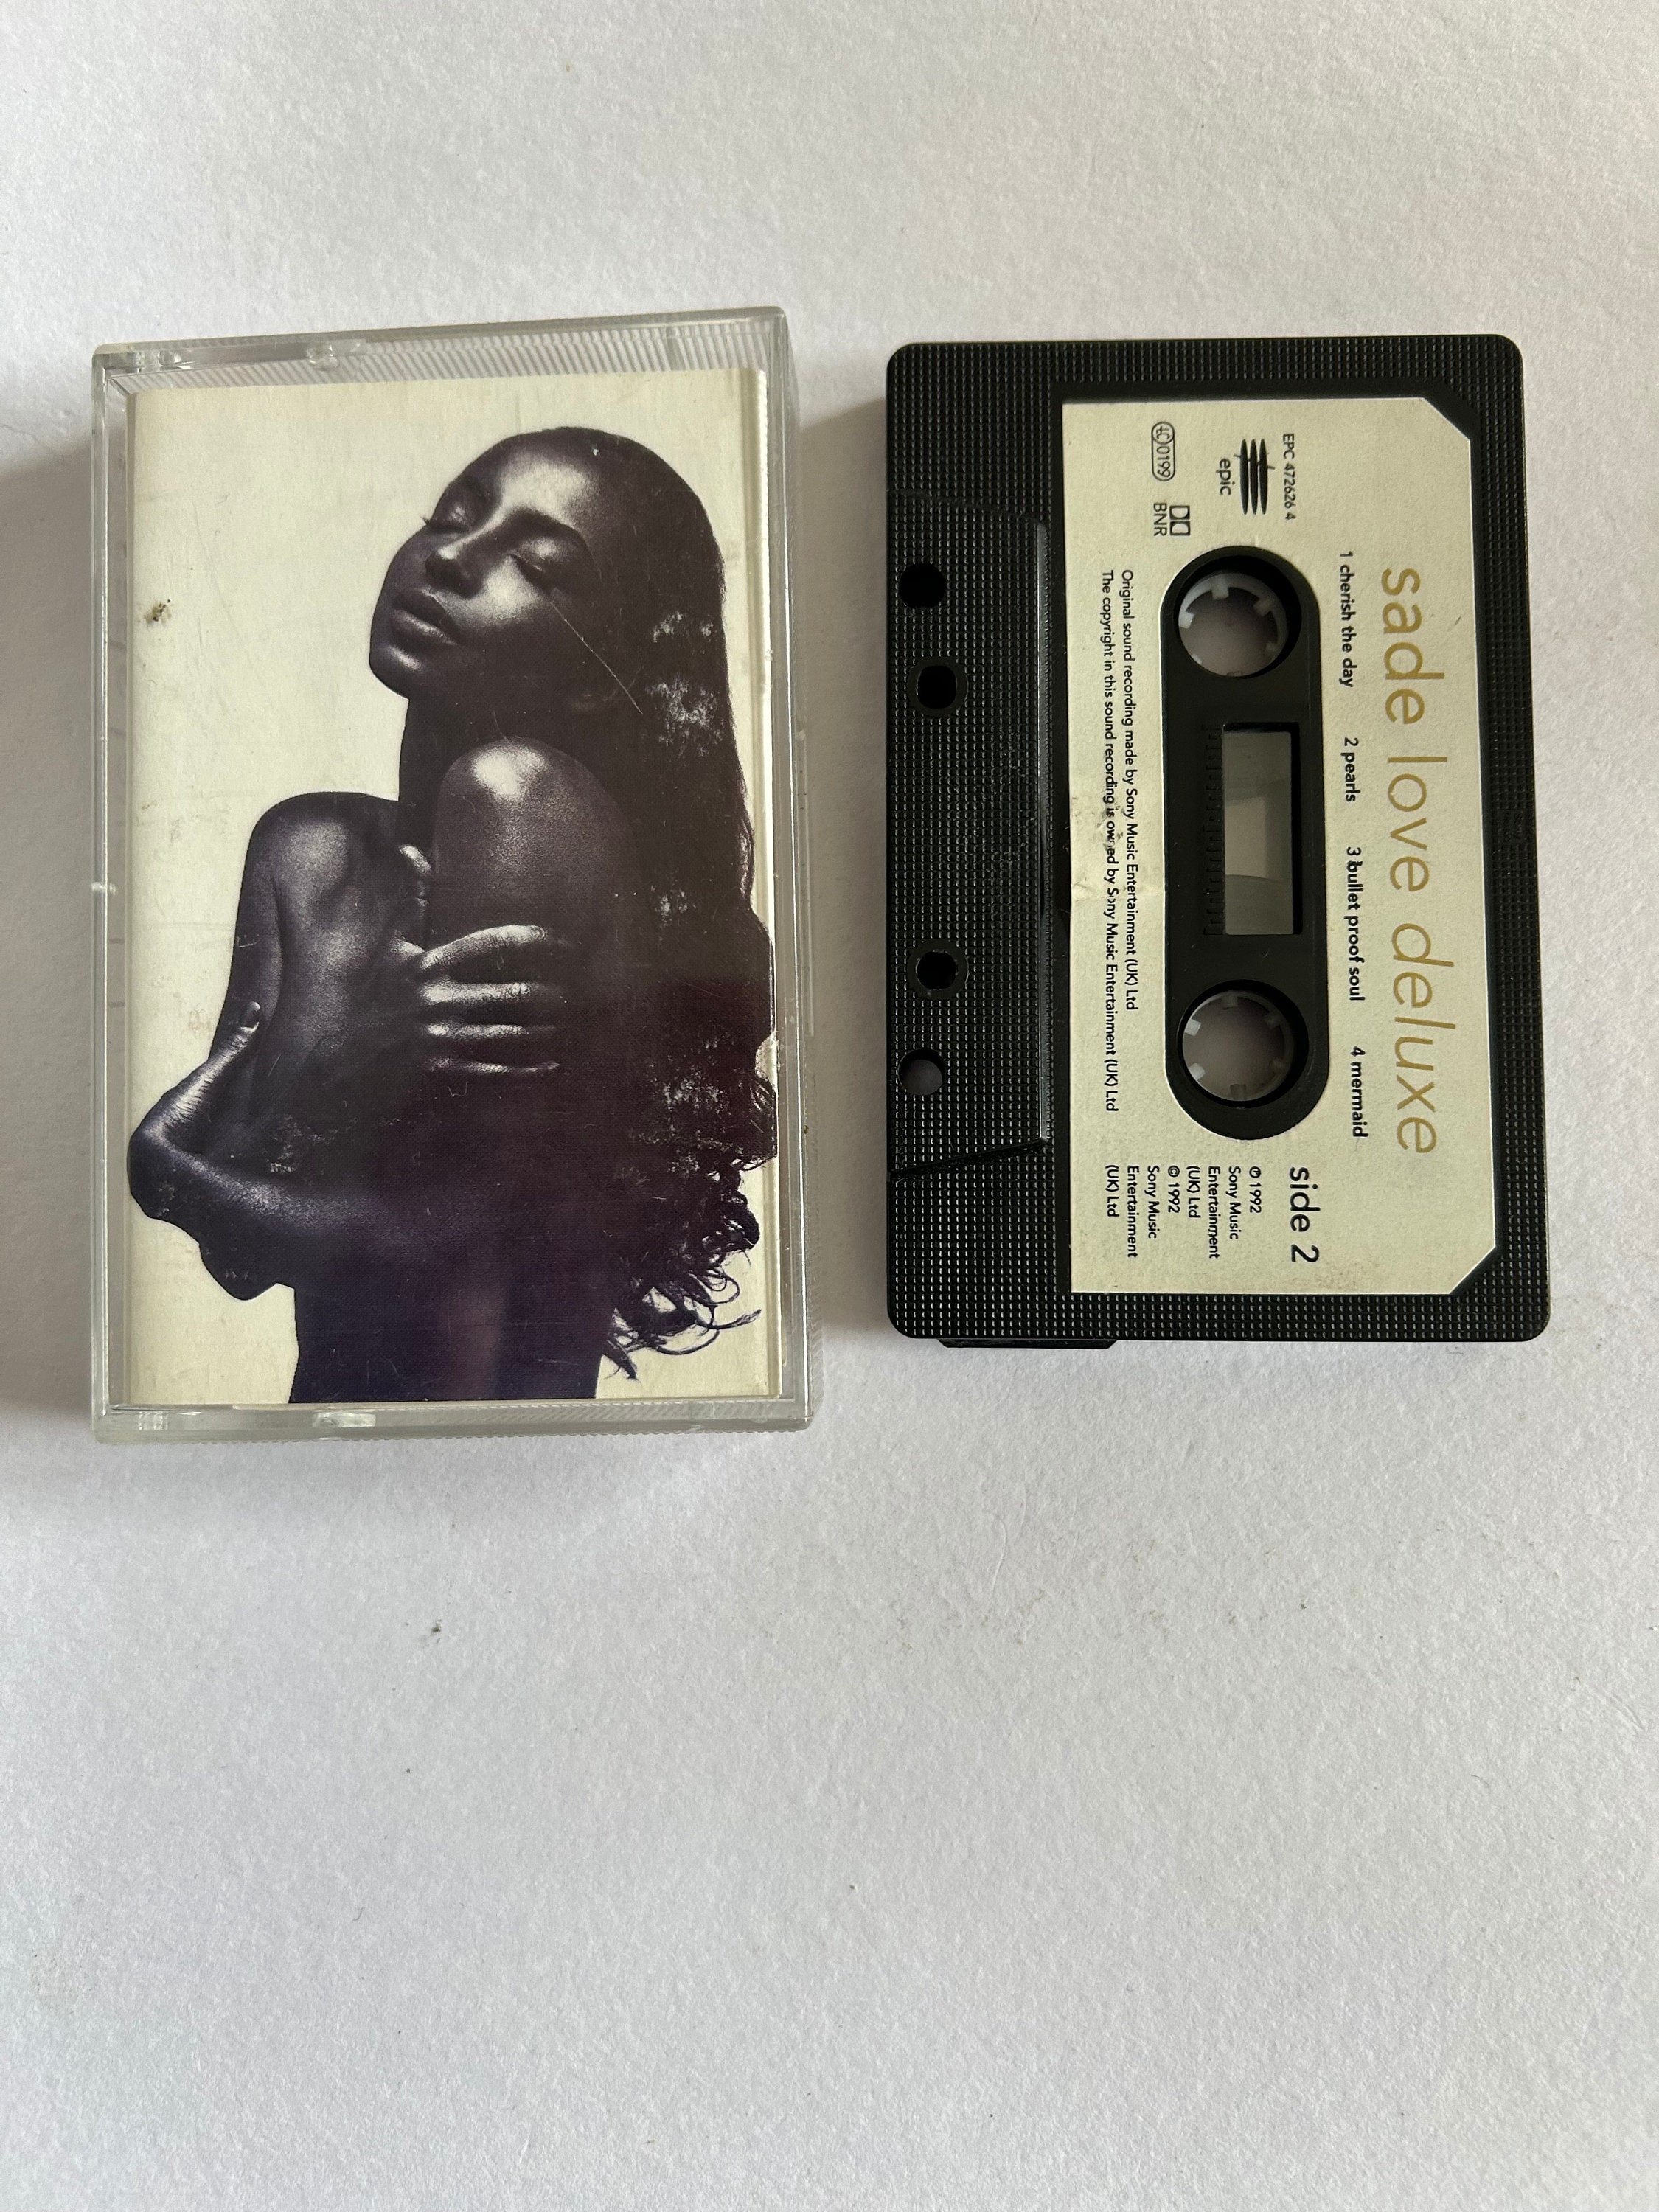 sade love deluxe
1 cherish the day 2 pearls 3 bullet proof soul 4 mermaid
EPC 472626 4
epic
LC 0199
BNR
side 2
℗ 1992
Sony Music
Entertainment
(UK) Ltd
© 1992
Sony Music
Entertainment
(UK) Ltd
Original sound recording made by Sony Music Entertainment (UK) Ltd
The copyright in this sound recording is owned by Sony Music Entertainment (UK) Ltd